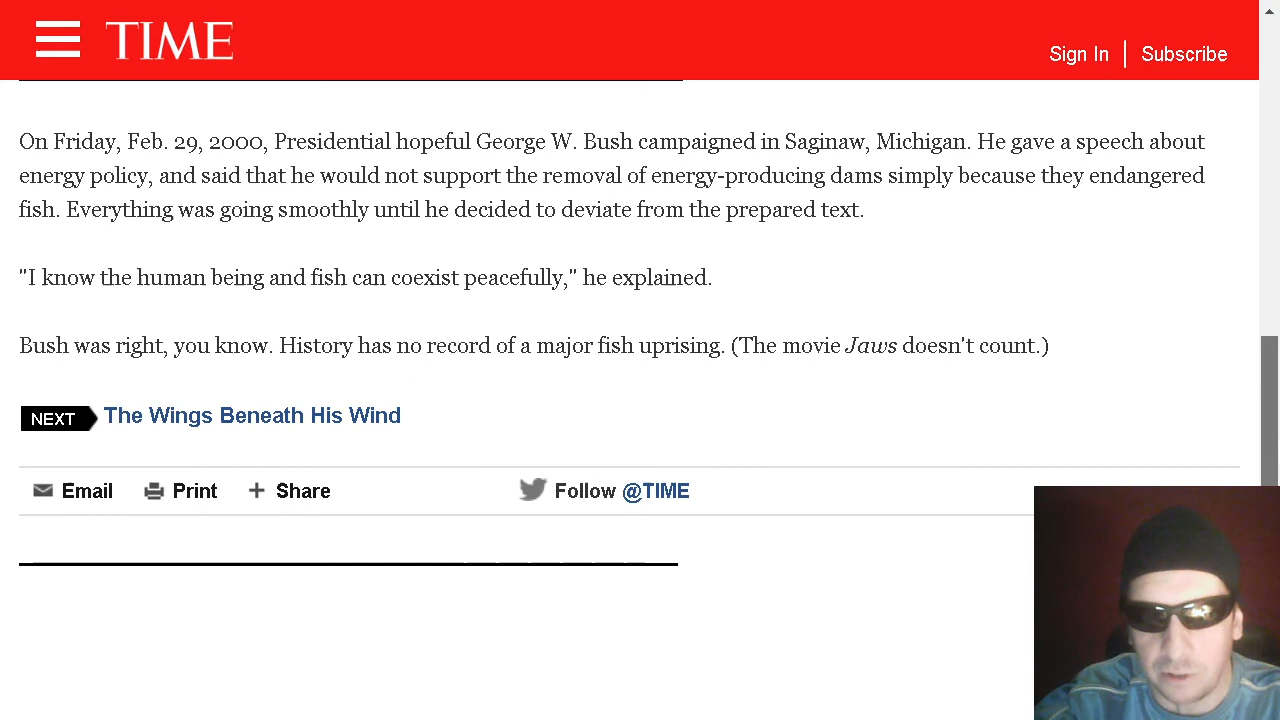 TIME
Sign In
Subscribe
On Friday, Feb. 29, 2000, Presidential hopeful George W. Bush campaigned in Saginaw, Michigan. He gave a speech about
energy policy, and said that he would not support the removal of energy-producing dams simply because they endangered
fish. Everything was going smoothly until he decided to deviate from the prepared text.
"I know the human being and fish can coexist peacefully," he explained.
Bush was right, you know. History has no record of a major fish uprising. (The movie Jaws doesn't count.)
NEXT The Wings Beneath His Wind
Email Print + Share Follow @TIME